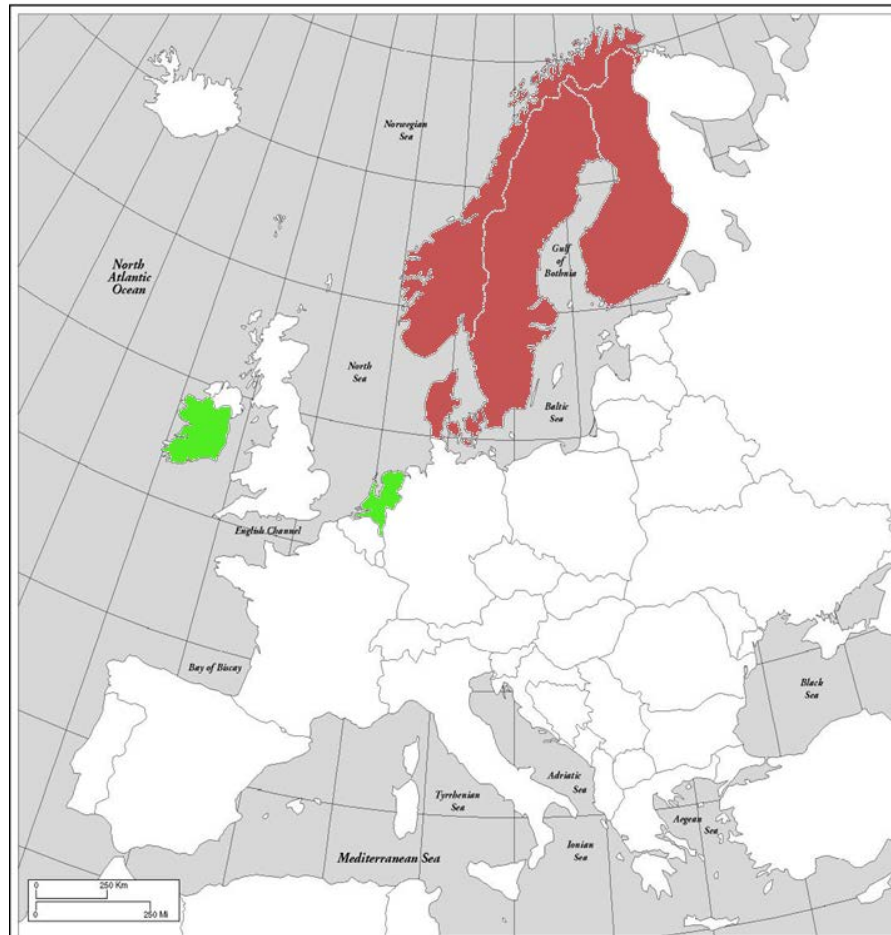 Norwegian
Sea
North
Atlantic
Ocean
Gulf
of
Bothnia
North
Sea
Baltic
Sea
English Channel
Bay of Biscay
Black
Sea
Adriatic
Sea
Tyrrhenian
Sea
Aegean
Sea
Ionian
Sea
Mediterranean Sea
0 250 Km
0 250 Mi